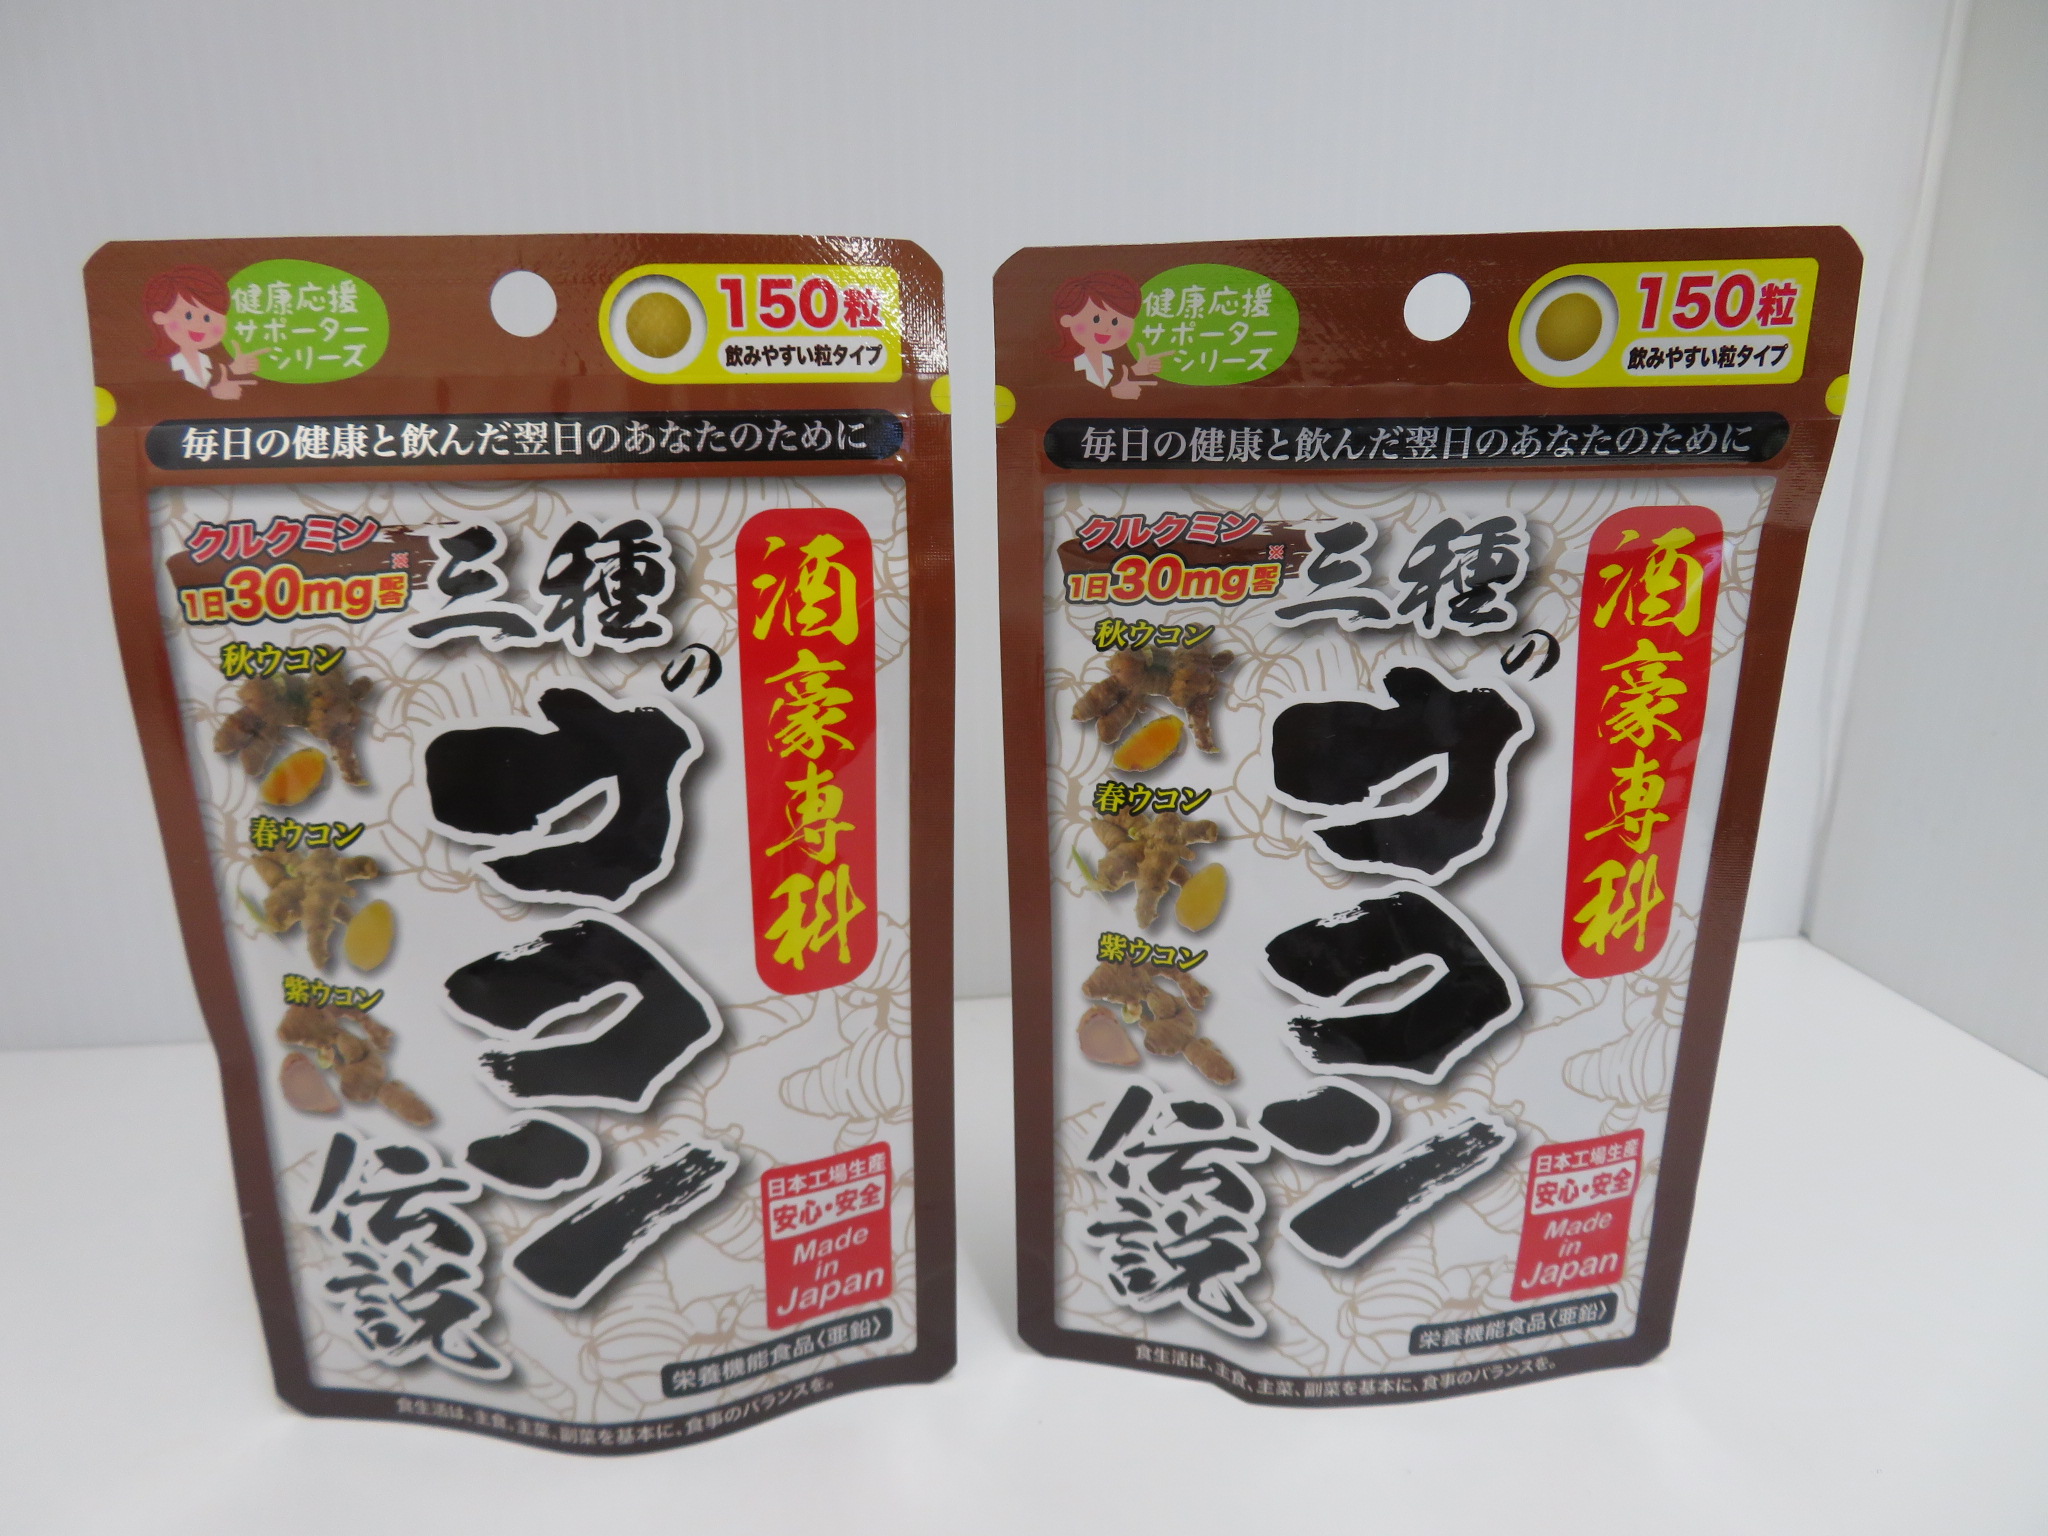 健康応援
サポーター
シリーズ
150粒
飲みやすい粒タイプ
毎日の健康と飲んだ翌日のあなたのために
クルクミン※
1日30mg配合
秋ウコン
春ウコン
紫ウコン
三種の
ウコン
伝説
酒豪専科
日本工場生産
安心・安全
Made
in
Japan
栄養機能食品〈亜鉛〉
食生活は、主食、主菜、副菜を基本に、食事のバランスを。
健康応援
サポーター
シリーズ
150粒
飲みやすい粒タイプ
毎日の健康と飲んだ翌日のあなたのために
クルクミン※
1日30mg配合
秋ウコン
春ウコン
紫ウコン
三種の
ウコン
伝説
酒豪専科
日本工場生産
安心・安全
Made
in
Japan
栄養機能食品〈亜鉛〉
食生活は、主食、主菜、副菜を基本に、食事のバランスを。